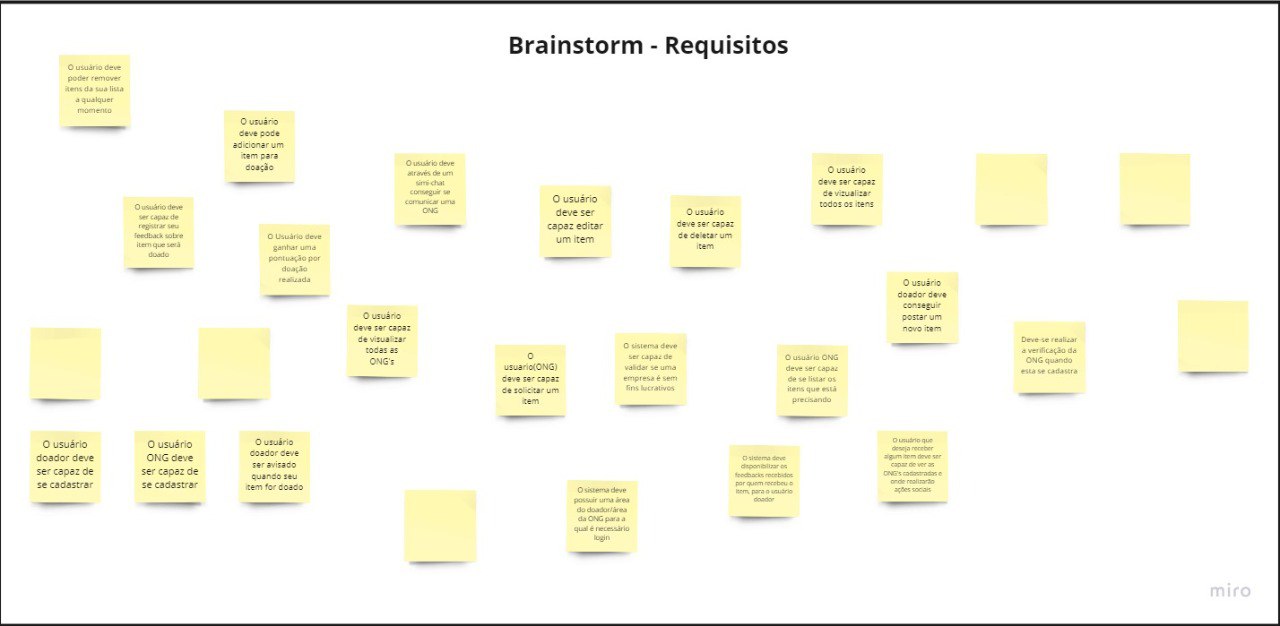 Brainstorm - Requisitos
O usuário deve
poder remover
itens da sua lista
a qualquer
momento
O usuário
deve pode
adicionar um
item para
doação
O usuário deve
através de um
simi-chat
conseguir se
comunicar uma
ONG
O usuário
deve ser
capaz editar
um item
O usuário
deve ser capaz
de deletar um
item
O usuário
deve ser capaz
de vizualizar
todos os itens
O usuário deve
ser capaz de
registrar seu
feedback sobre
item que será
doado
O Usuário deve
ganhar uma
pontuação por
doação
realizada
O usuário
deve ser capaz
de visualizar
todas as
ONG's
O
usuario(ONG)
deve ser capaz
de solicitar um
item
O sistema deve
ser capaz de
validar se uma
empresa é sem
fins lucrativos
O usuário ONG
deve ser capaz
de se listar os
itens que está
precisando
O usuário
doador deve
conseguir
postar um
novo item
Deve-se realizar
a verificação da
ONG quando
esta se cadastra
O usuário
doador deve
ser capaz de
se cadastrar
O usuário
ONG deve
ser capaz de
se cadastrar
O usuário
doador deve
ser avisado
quando seu
item for doado
O sistema deve
possuir uma área
do doador/área
da ONG para a
qual é necessário
login
O sistema deve
disponibilizar os
feedbacks recebidos
por quem recebeu o
item, para o usuário
doador
O usuário que
deseja receber
algum item deve ser
capaz de ver as
ONG's cadastradas e
onde realizarão
ações sociais
miro